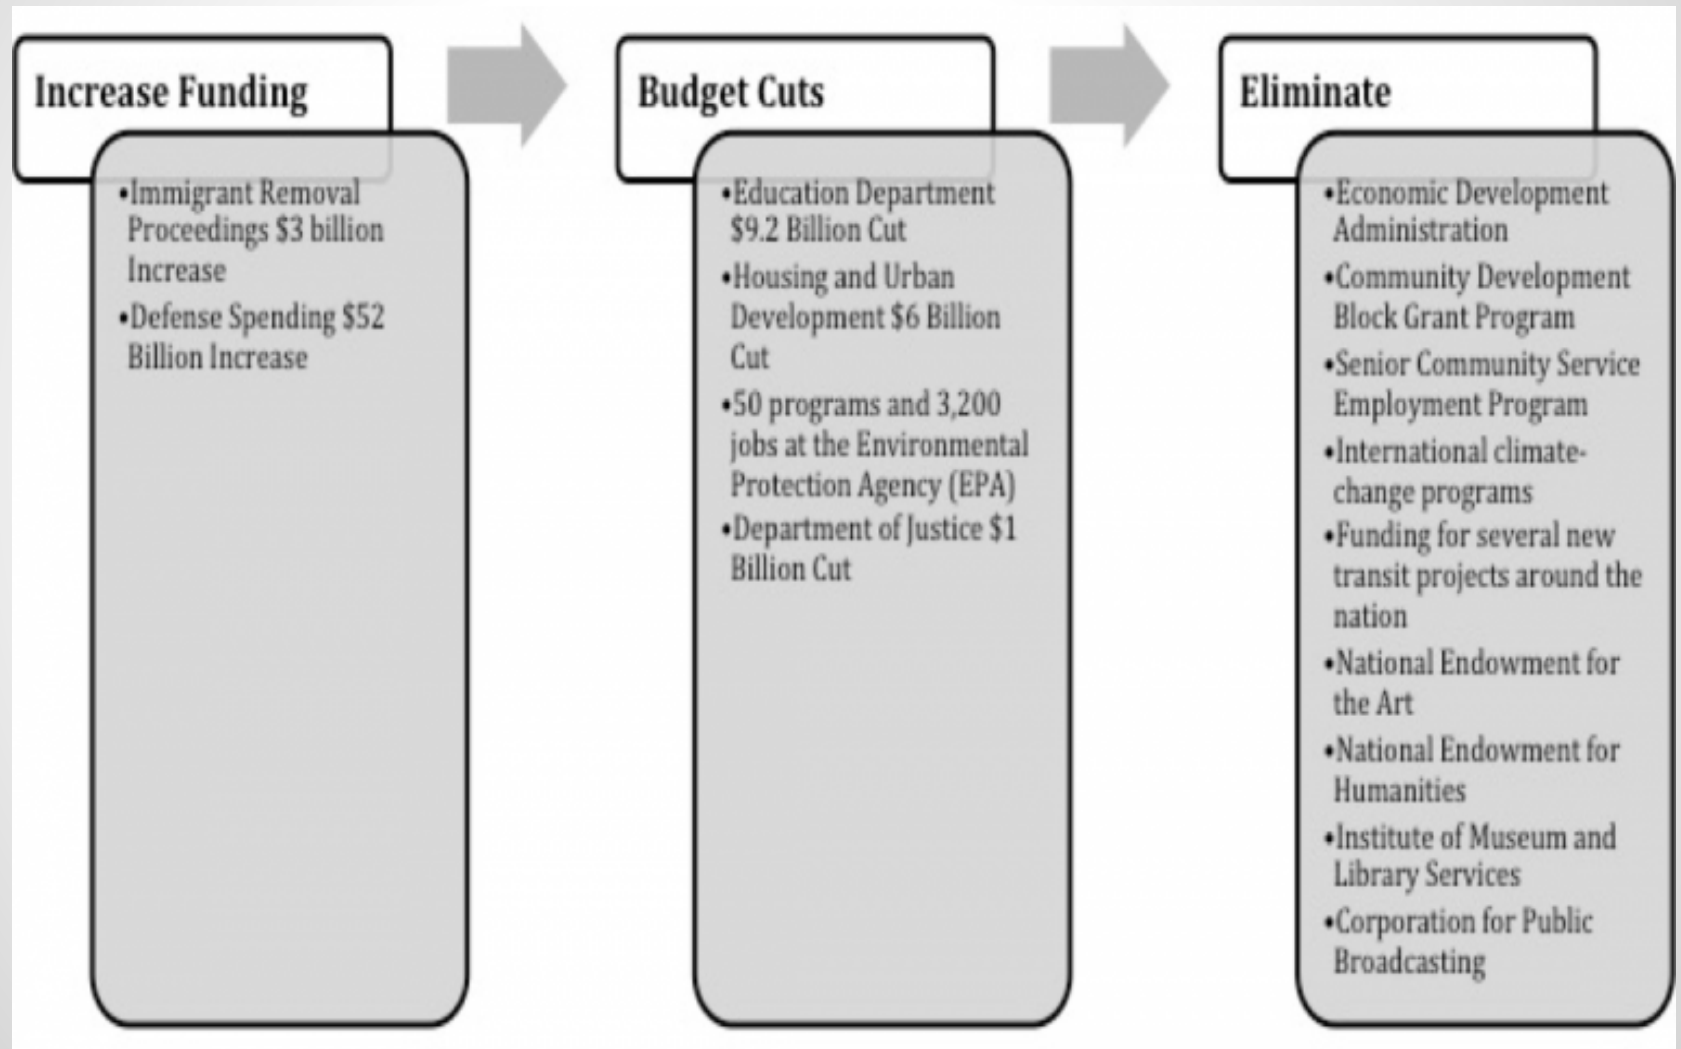 Increase Funding
•Immigrant Removal
Proceedings $3 billion
Increase
•Defense Spending $52
Billion Increase
Budget Cuts
•Education Department
$9.2 Billion Cut
•Housing and Urban
Development $6 Billion
Cut
•50 programs and 3,200
jobs at the Environmental
Protection Agency (EPA)
•Department of Justice $1
Billion Cut
Eliminate
•Economic Development
Administration
•Community Development
Block Grant Program
•Senior Community Service
Employment Program
•International climate-
change programs
•Funding for several new
transit projects around the
nation
•National Endowment for
the Art
•National Endowment for
Humanities
•Institute of Museum and
Library Services
•Corporation for Public
Broadcasting